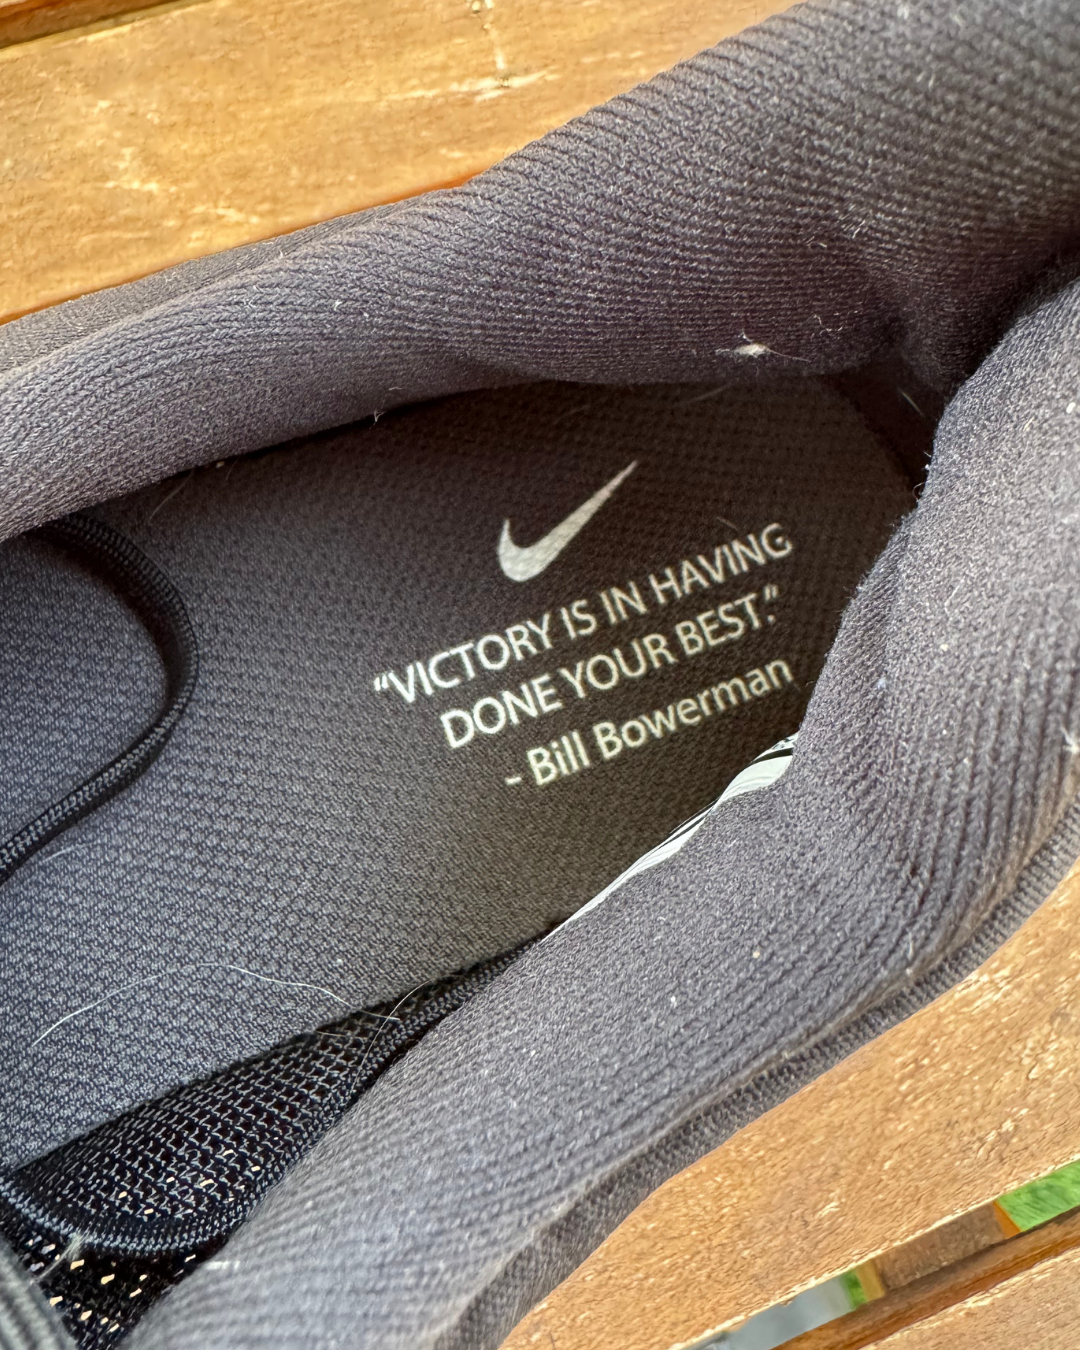 “VICTORY IS IN HAVING
DONE YOUR BEST.”
- Bill Bowerman